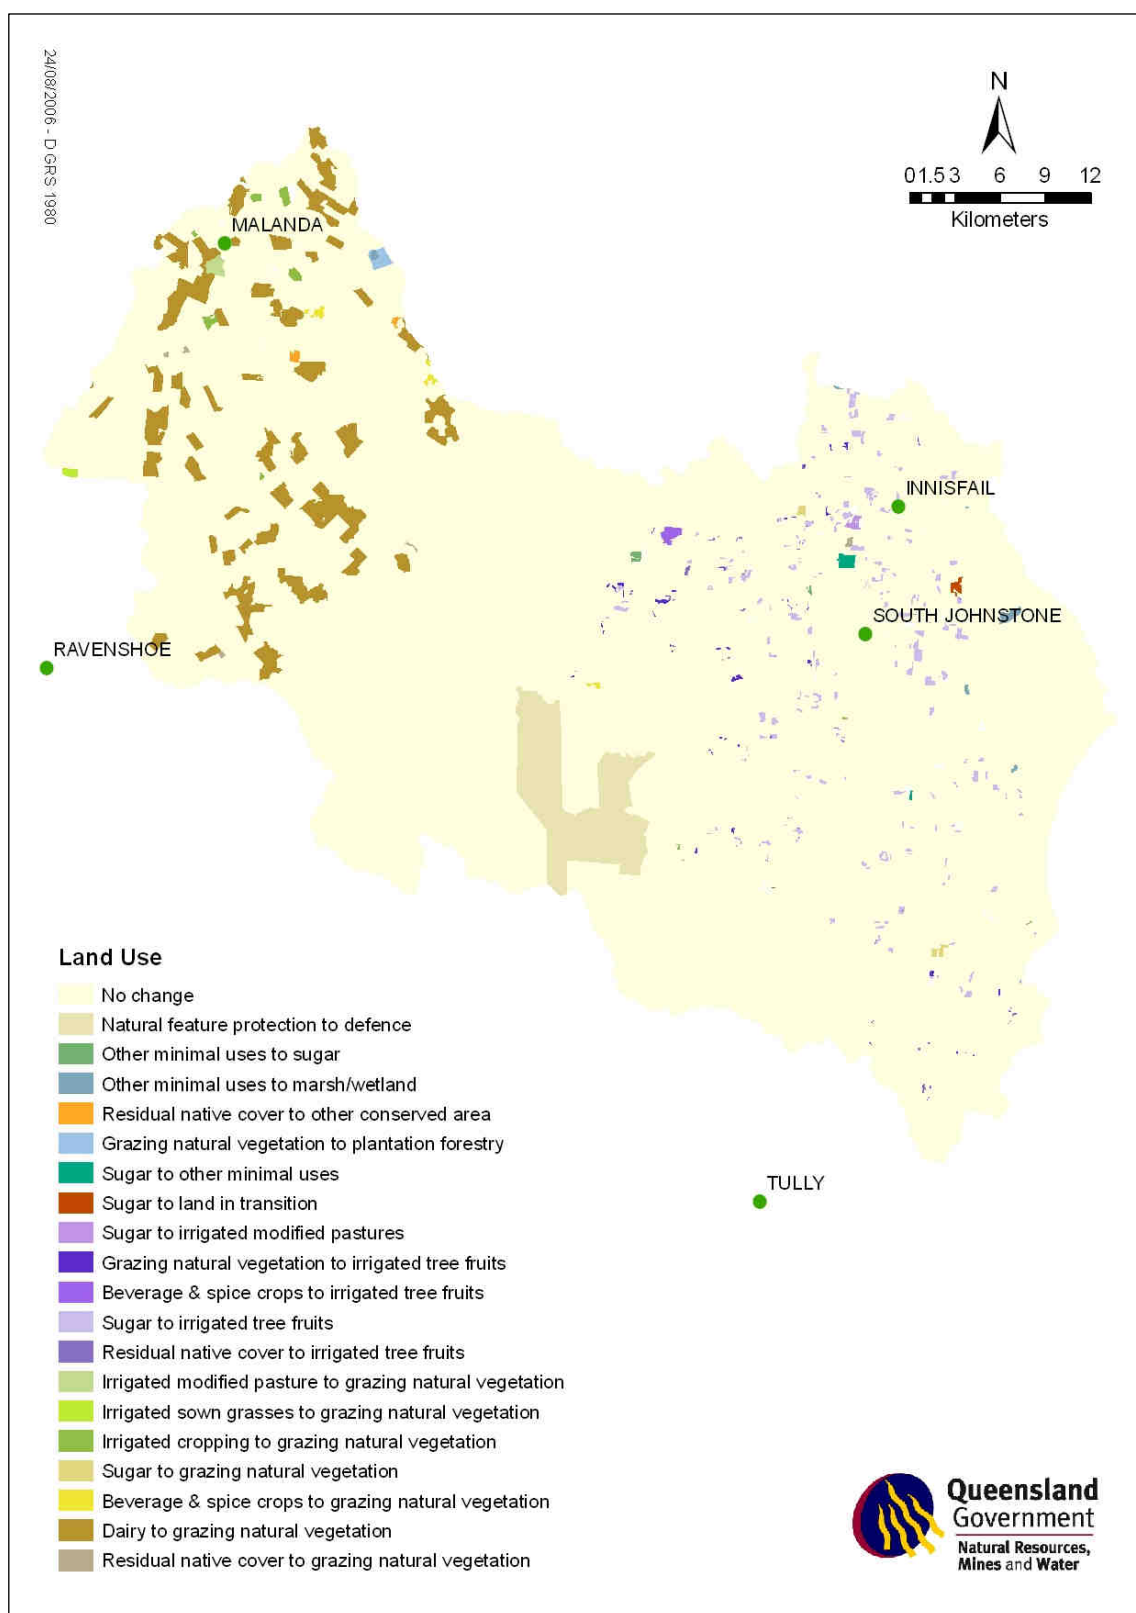 24/08/2006 - D GRS 1980
N
0 1.5 3 6 9 12
Kilometers
MALANDA
INNISFAIL
SOUTH JOHNSTONE
RAVENSHOE
TULLY
Land Use
No change
Natural feature protection to defence
Other minimal uses to sugar
Other minimal uses to marsh/wetland
Residual native cover to other conserved area
Grazing natural vegetation to plantation forestry
Sugar to other minimal uses
Sugar to land in transition
Sugar to irrigated modified pastures
Grazing natural vegetation to irrigated tree fruits
Beverage & spice crops to irrigated tree fruits
Sugar to irrigated tree fruits
Residual native cover to irrigated tree fruits
Irrigated modified pasture to grazing natural vegetation
Irrigated sown grasses to grazing natural vegetation
Irrigated cropping to grazing natural vegetation
Sugar to grazing natural vegetation
Beverage & spice crops to grazing natural vegetation
Dairy to grazing natural vegetation
Residual native cover to grazing natural vegetation
Queensland
Government
Natural Resources,
Mines and Water